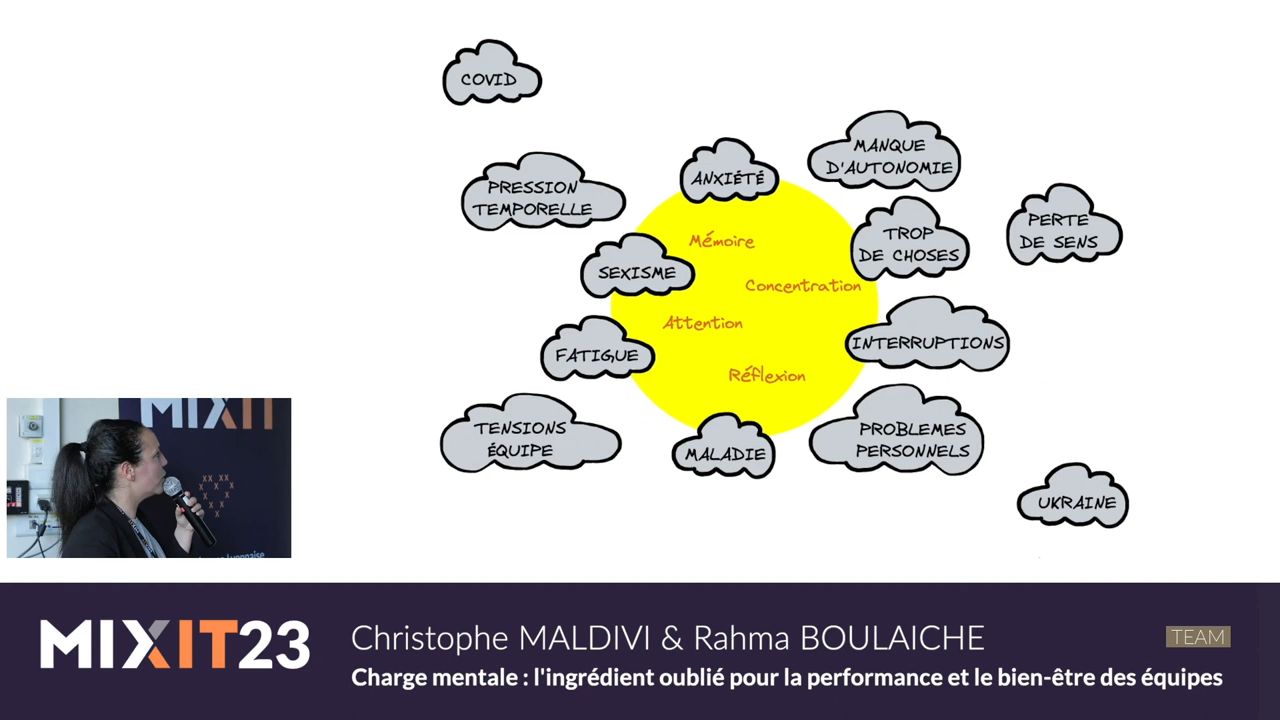 COVID
MANQUE
D'AUTONOMIE
ANXIÉTÉ
PRESSION
TEMPORELLE
PERTE
DE SENS
TROP
DE CHOSES
Mémoire
SEXISME
Concentration
Attention
INTERRUPTIONS
FATIGUE
Réflexion
TENSIONS
ÉQUIPE
PROBLEMES
PERSONNELS
MALADIE
UKRAINE
MIXIT
lyonnaise
MIXIT23
Christophe MALDIVI & Rahma BOULAICHE
TEAM
Charge mentale : l'ingrédient oublié pour la performance et le bien-être des équipes